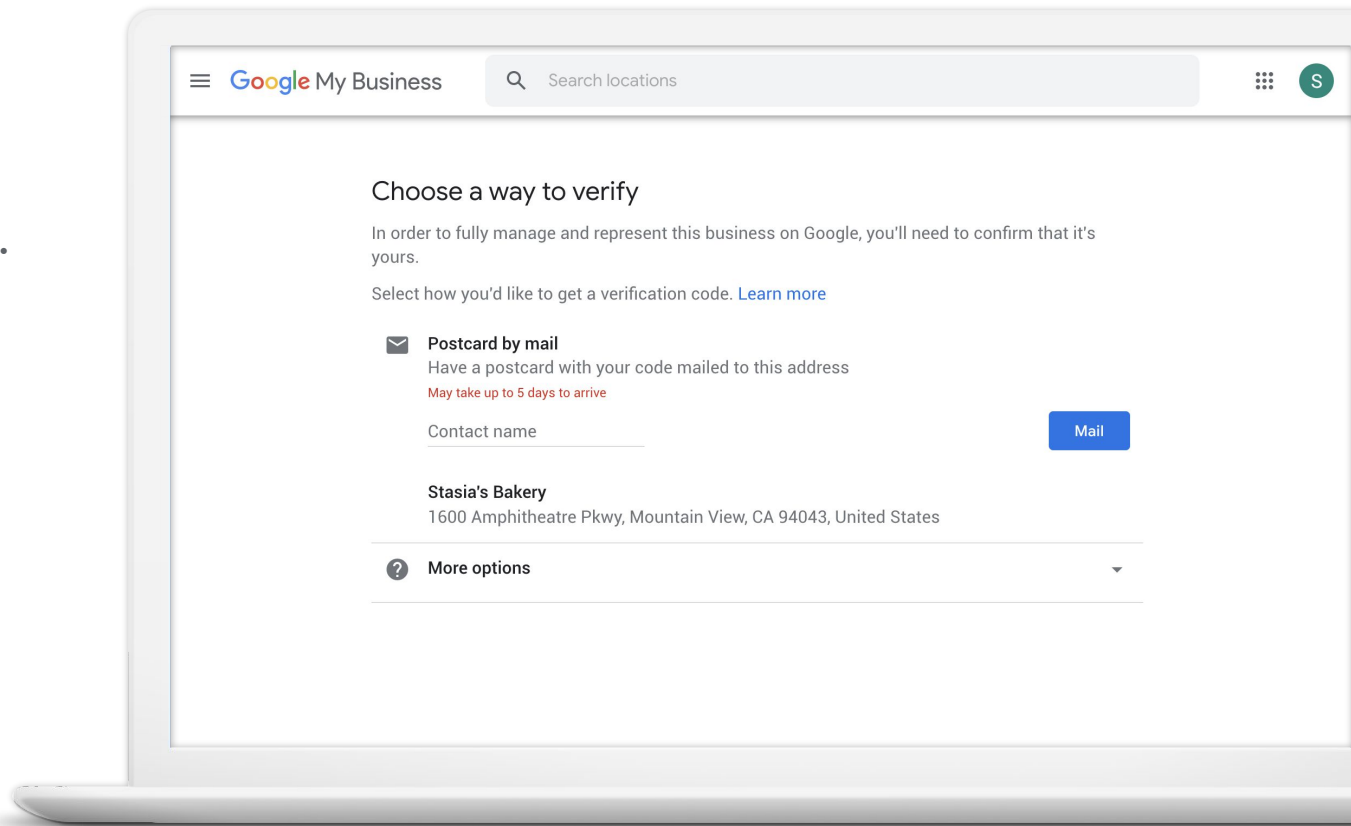 Google My Business
Search locations
S
Choose a way to verify
In order to fully manage and represent this business on Google, you'll need to confirm that it's
yours.
Select how you'd like to get a verification code. Learn more
Postcard by mail
Have a postcard with your code mailed to this address
May take up to 5 days to arrive
Contact name
Mail
Stasia's Bakery
1600 Amphitheatre Pkwy, Mountain View, CA 94043, United States
More options